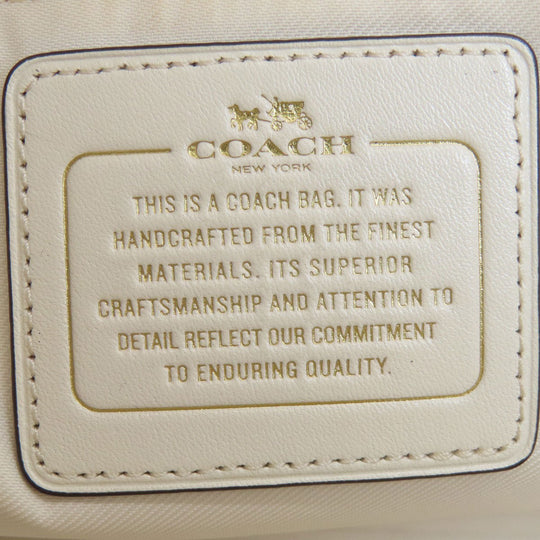 COACH
NEW YORK
THIS IS A COACH BAG. IT WAS
HANDCRAFTED FROM THE FINEST
MATERIALS. ITS SUPERIOR
CRAFTSMANSHIP AND ATTENTION TO
DETAIL REFLECT OUR COMMITMENT
TO ENDURING QUALITY.